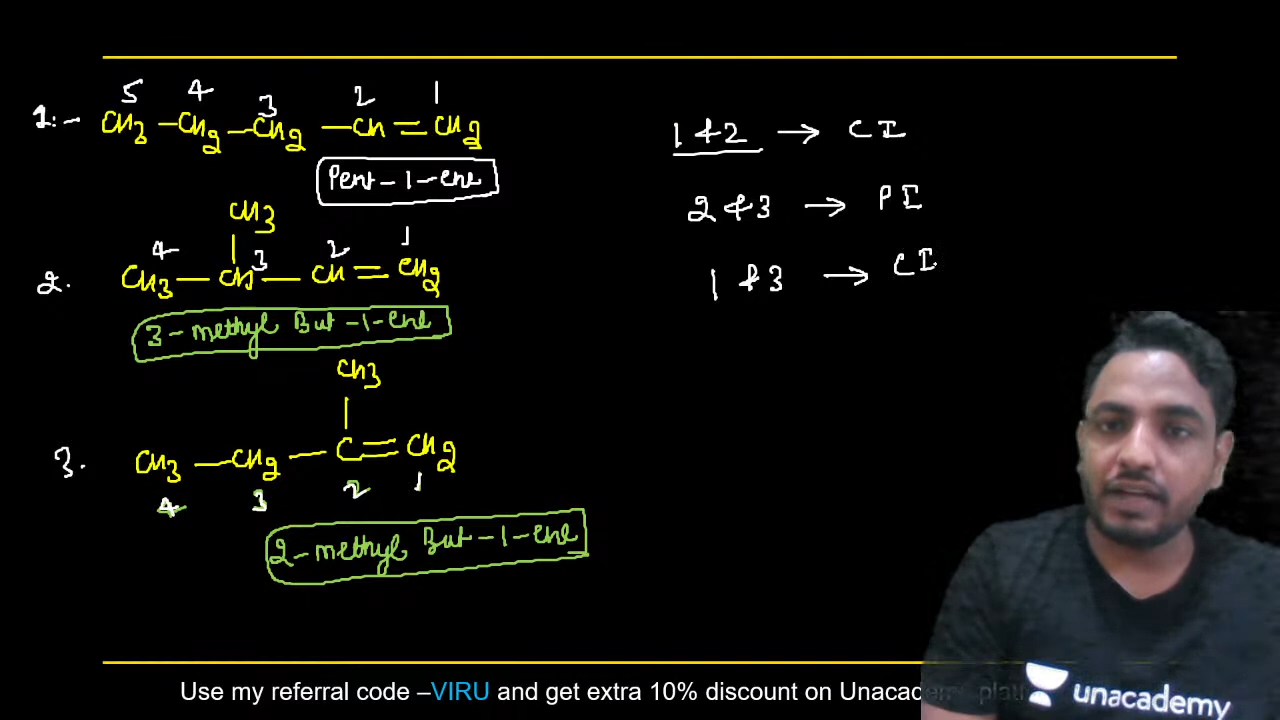 5 4 3 2 1
1:- CH3 – CH2 – CH2 – CH = CH2
Pent-1-ene
CH3
4 3 2 1
2. CH3 – CH – CH = CH2
3-methyl But-1-ene
CH3
3. CH3 – CH2 – C = CH2
4 3 2 1
2-methyl But-1-ene
1 & 2 → CI
2 & 3 → PI
1 & 3 → CI
unacademy
Use my referral code –VIRU and get extra 10% discount on Unacademy